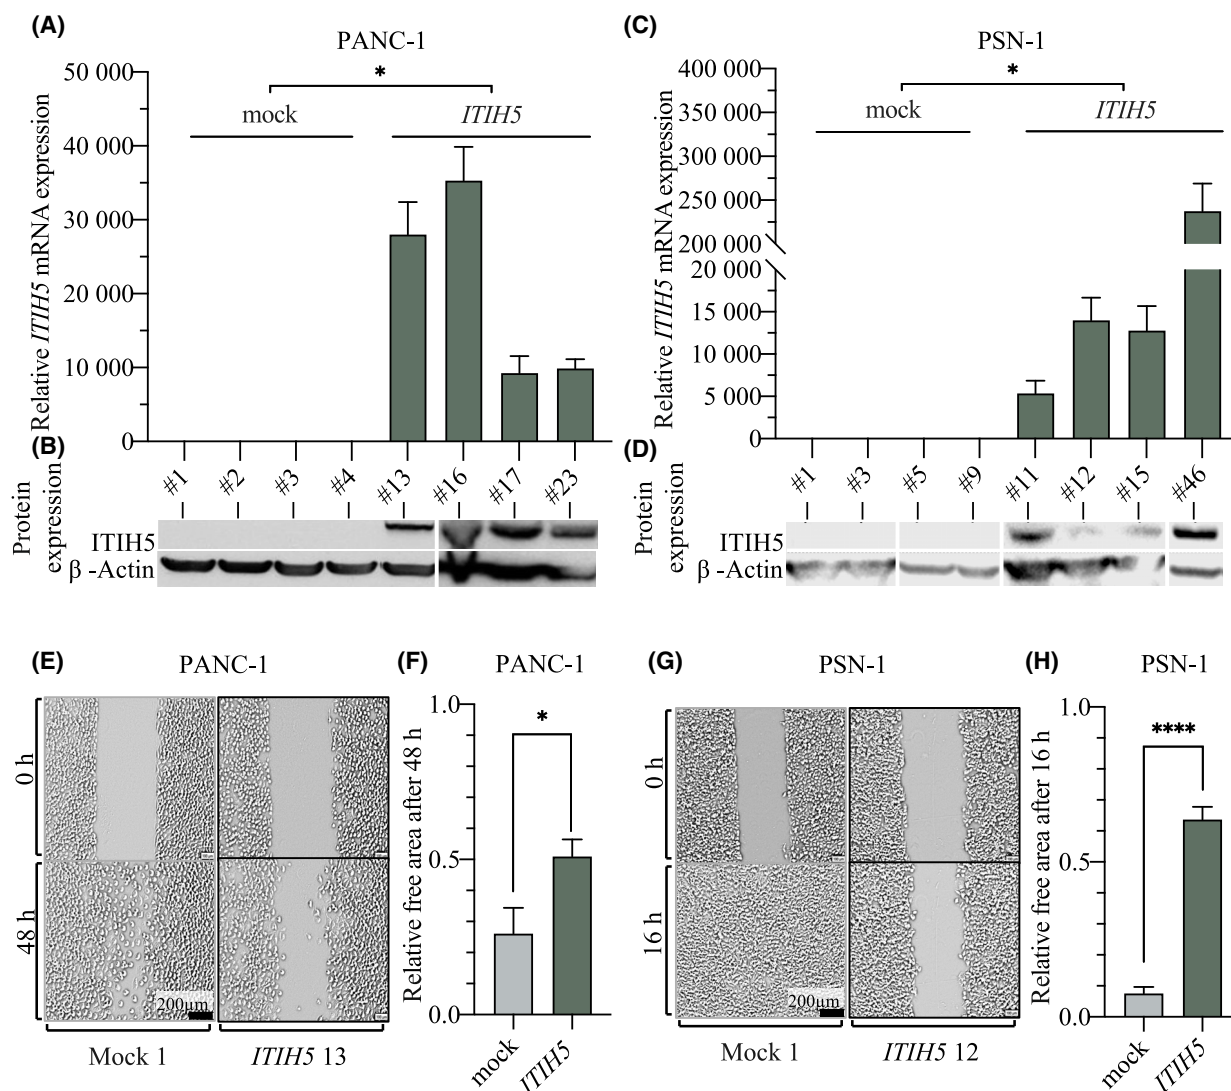 (A)
PANC-1
50 000
40 000
30 000
20 000
10 000
0
Relative ITIH5 mRNA expression
*
mock
ITIH5
(B)
#1
#2
#3
#4
#13
#16
#17
#23
Protein
expression
ITIH5
β -Actin
(C)
PSN-1
400 000
350 000
300 000
250 000
200 000
20 000
15 000
10 000
5 000
0
Relative ITIH5 mRNA expression
*
mock
ITIH5
(D)
#1
#3
#5
#9
#11
#12
#15
#46
Protein
expression
ITIH5
β -Actin
(E)
PANC-1
0 h
48 h
200μm
Mock 1
ITIH5 13
(F)
PANC-1
1.0
0.5
0.0
Relative free area after 48 h
*
mock
ITIH5
(G)
PSN-1
0h
16 h
200μm
Mock 1
ITIH5 12
(H)
PSN-1
1.0
0.5
0.0
Relative free area after 16 h
****
mock
ITIH5